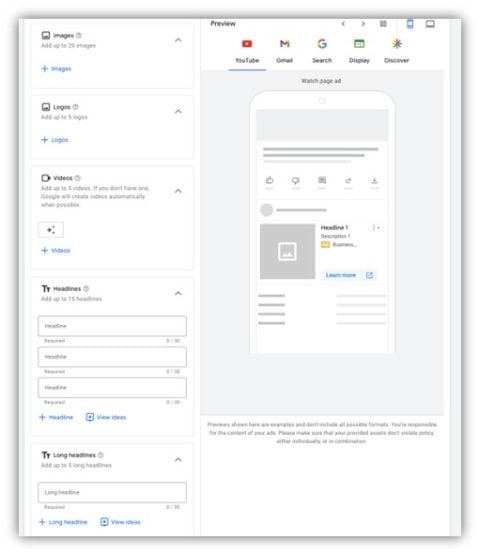 Images
Add up to 20 images
+ Images
Logos
Add up to 5 logos
+ Logos
Videos
Add up to 5 videos. If you don't have one,
Google will create videos automatically
when possible.
+ Videos
Headlines
Add up to 15 headlines
Headline
Required 0 / 30
Headline
Required 0 / 30
Headline
Required 0 / 30
+ Headline View ideas
Long headlines
Add up to 5 long headlines
Long headline
Required 0 / 90
+ Long headline View ideas
Preview
YouTube Gmail Search Display Discover
Watch page ad
Headline 1
Description 1
Ad Business...
Learn more
Previews shown here are examples and don't include all possible formats. You're responsible
for the content of your ads. Please make sure that your provided assets don't violate policy,
either individually, or in combination.